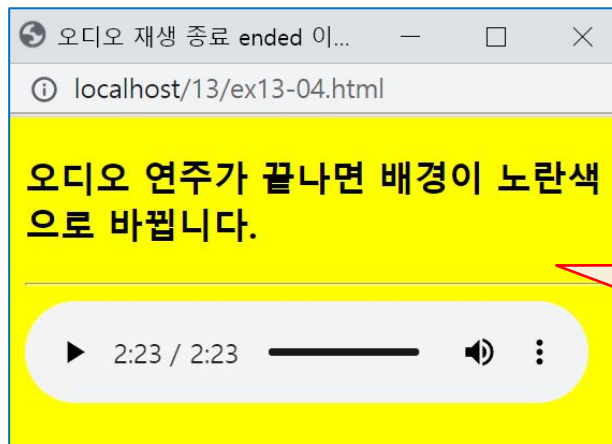 오디오 재생 종료 ended 이...
localhost/13/ex13-04.html
오디오 연주가 끝나면 배경이 노란색
으로 바뀝니다.
2:23 / 2:23